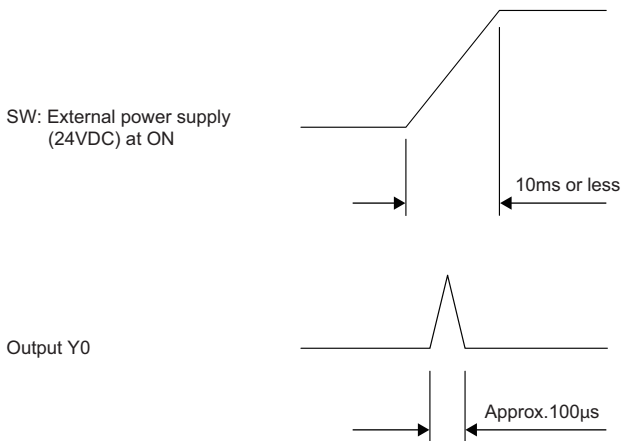 SW: External power supply
(24VDC) at ON
10ms or less
Output Y0
Approx.100µs